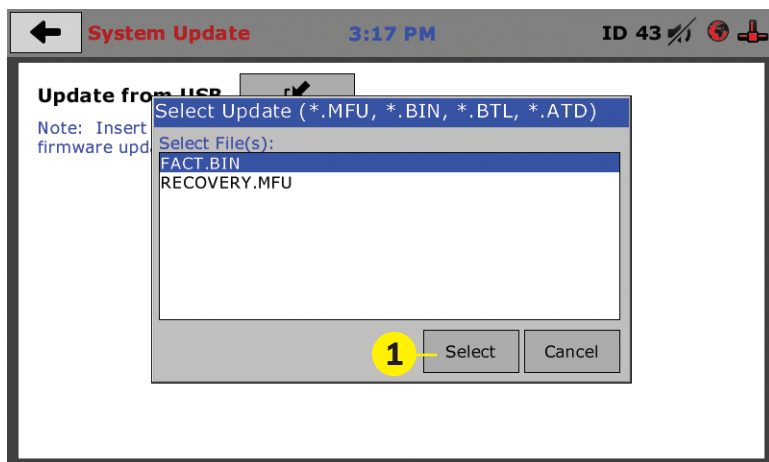 System Update 3:17 PM ID 43
Update from USB
Note: Insert
firmware upd
Select Update (*.MFU, *.BIN, *.BTL, *.ATD)
Select File(s):
FACT.BIN
RECOVERY.MFU
1 Select Cancel